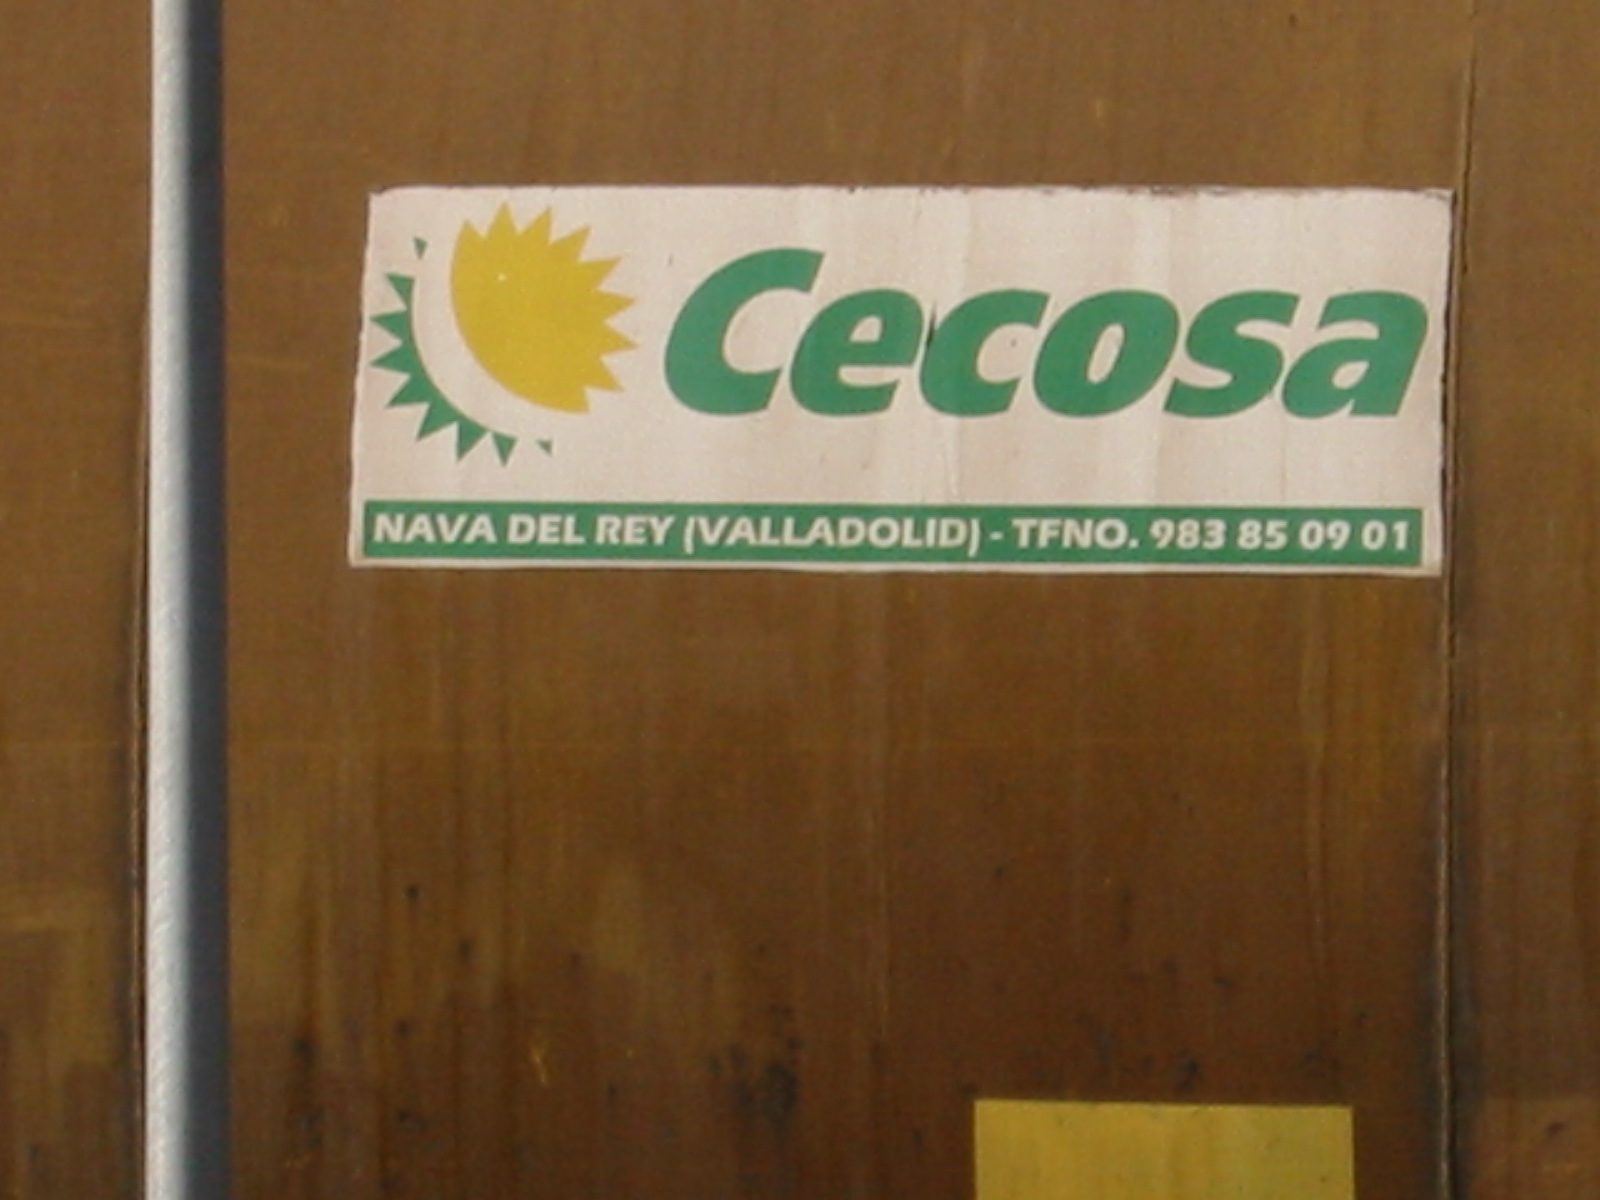 Cecosa
NAVA DEL REY (VALLADOLID) - TFNO. 983 85 09 01